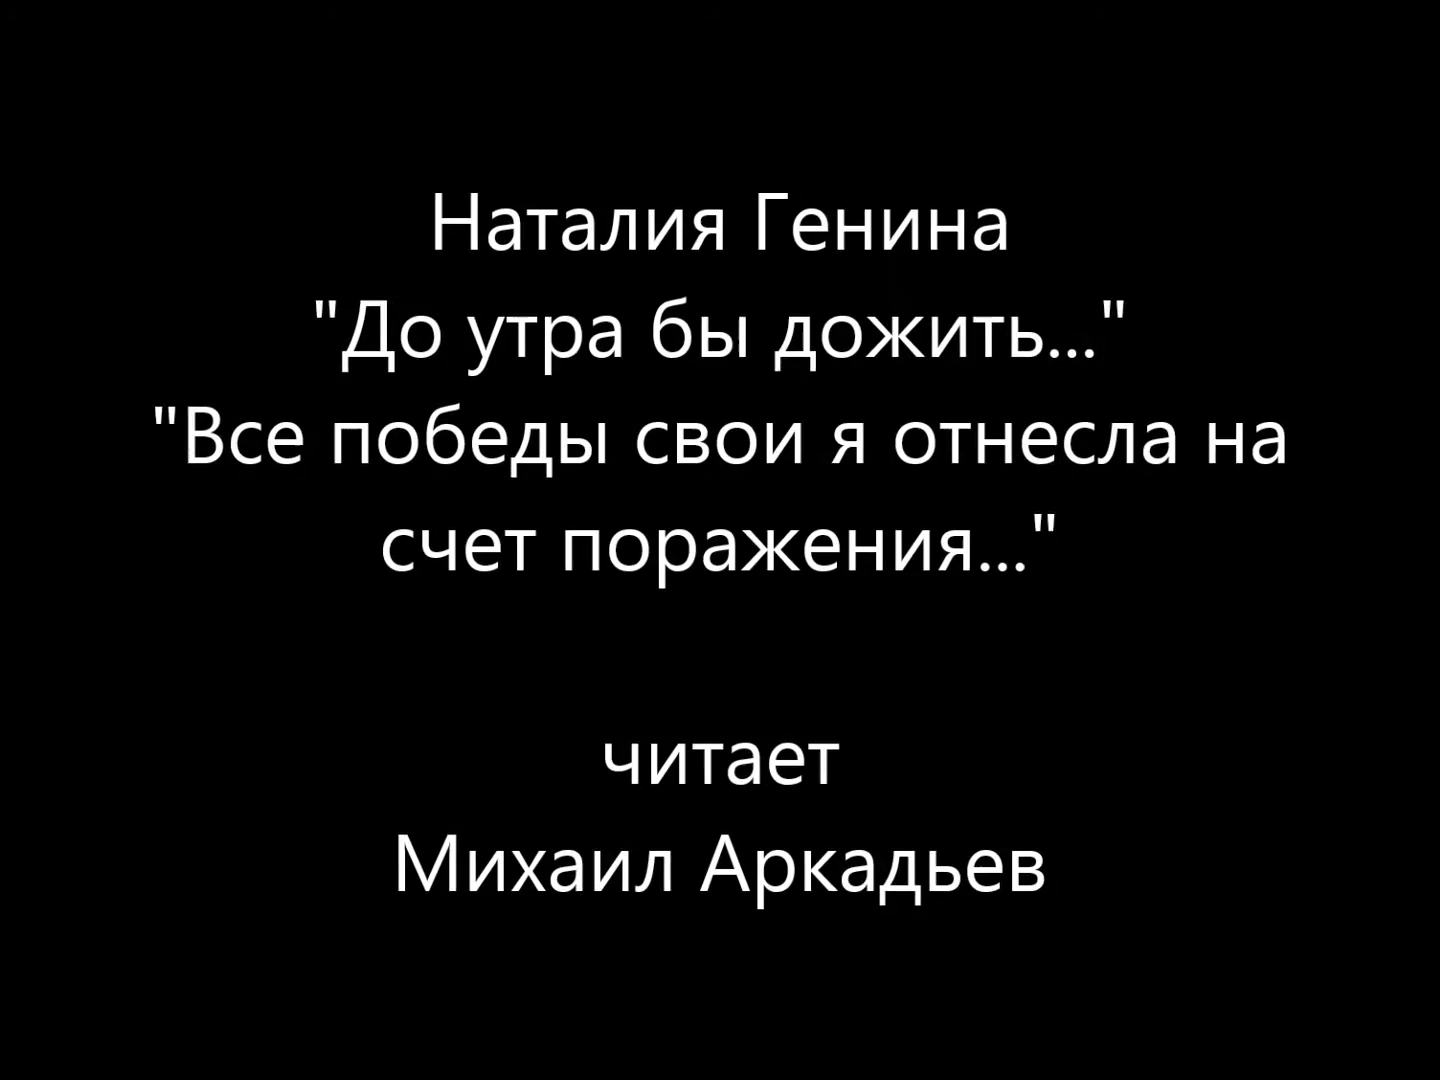 Наталия Генина
"До утра бы дожить..."
"Все победы свои я отнесла на
счет поражения..."
читает
Михаил Аркадьев